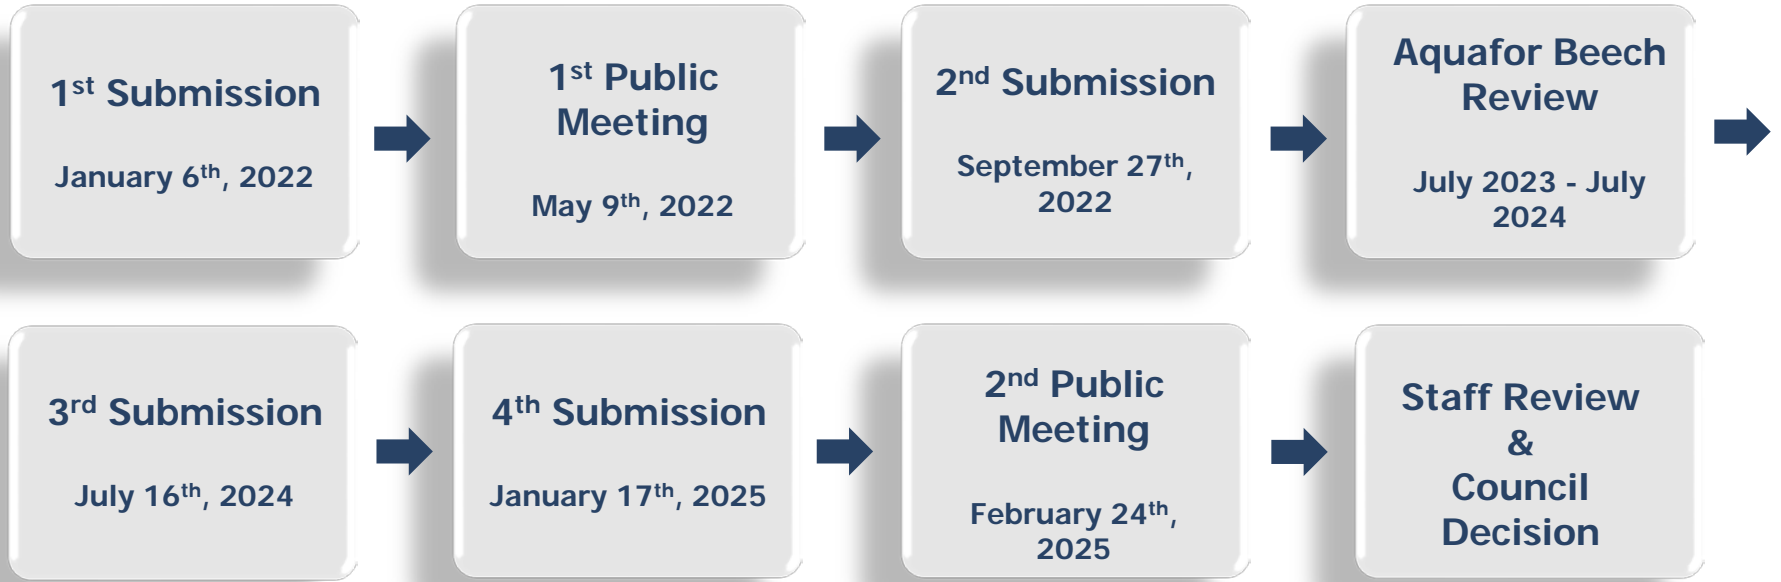 1st Submission
January 6th, 2022
1st Public
Meeting
May 9th, 2022
2nd Submission
September 27th,
2022
Aquafor Beech
Review
July 2023 - July
2024
3rd Submission
July 16th, 2024
4th Submission
January 17th, 2025
2nd Public
Meeting
February 24th,
2025
Staff Review
&
Council
Decision